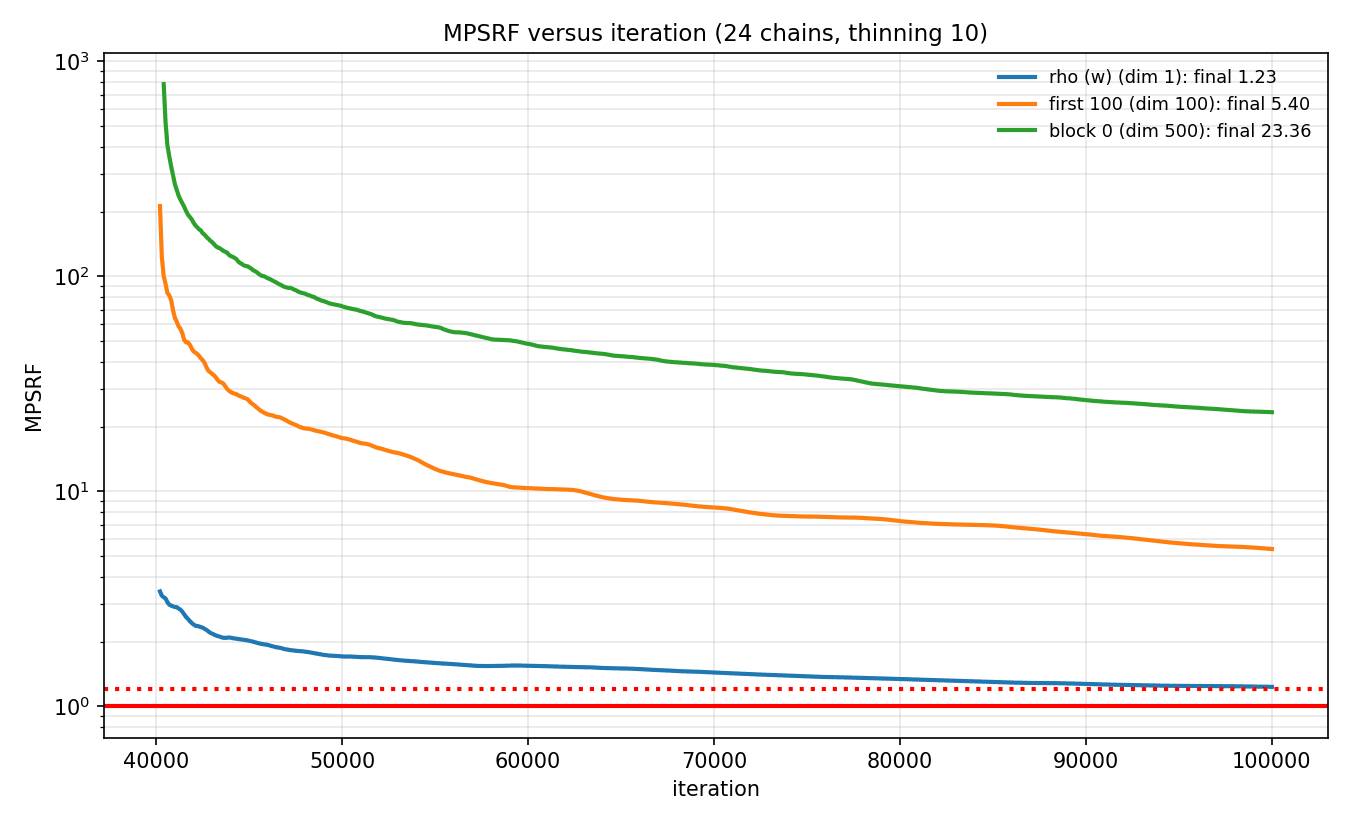 MPSRF versus iteration (24 chains, thinning 10)
rho (w) (dim 1): final 1.23
first 100 (dim 100): final 5.40
block 0 (dim 500): final 23.36
MPSRF
10³
10²
10¹
10⁰
40000 50000 60000 70000 80000 90000 100000
iteration